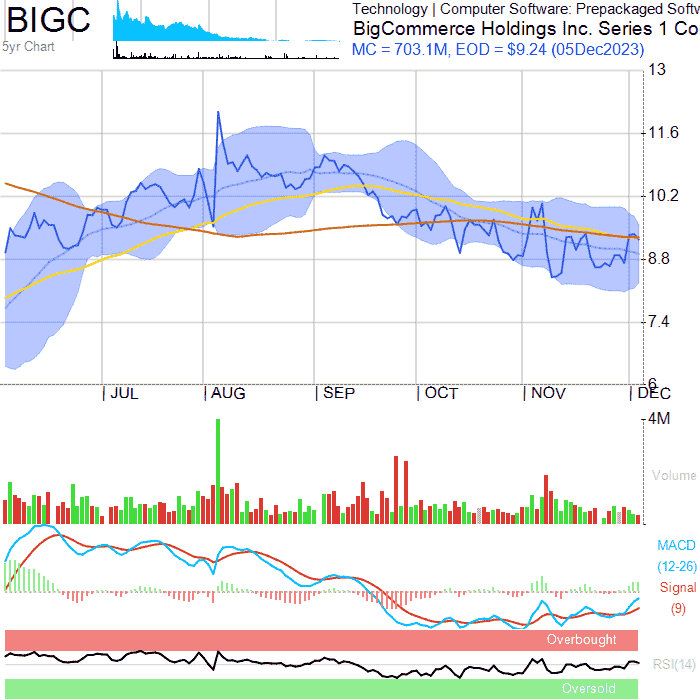 BIGC
5yr Chart
Technology | Computer Software: Prepackaged Softw
BigCommerce Holdings Inc. Series 1 Co
MC = 703.1M, EOD = $9.24 (05Dec2023)
13
11.6
10.2
8.8
7.4
6
JUL
AUG
SEP
OCT
NOV
DEC
4M
Volume
MACD
(12-26)
Signal
(9)
Overbought
RSI(14)
Oversold